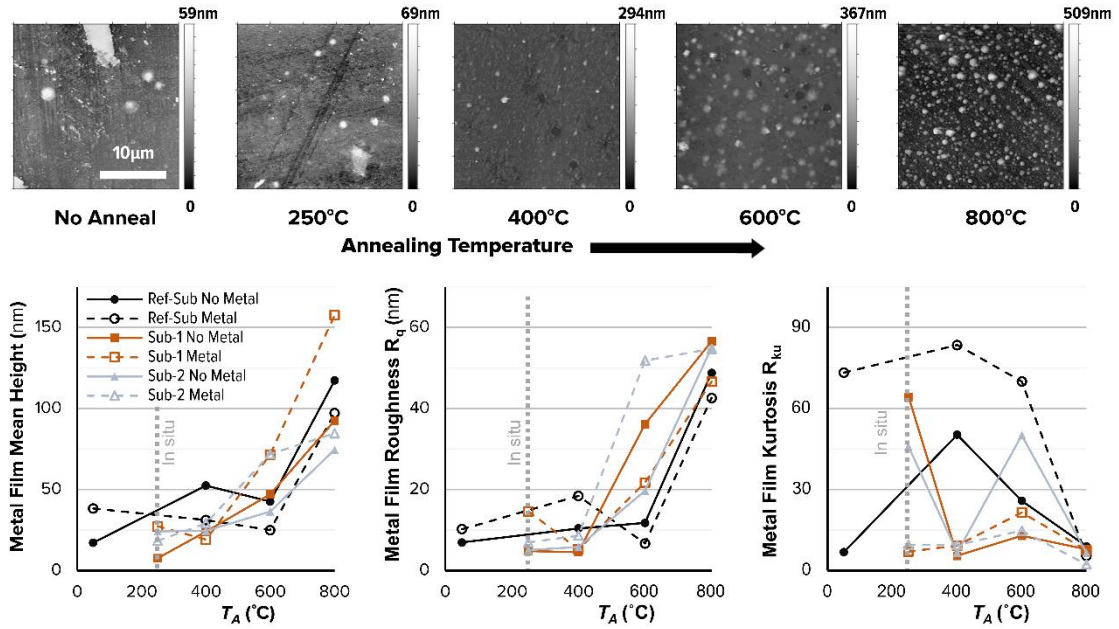 59nm 69nm 294nm 367nm 509nm
10µm
0 0 0 0 0
No Anneal 250°C 400°C 600°C 800°C
Annealing Temperature
Metal Film Mean Height (nm)
150
100
50
0
Ref-Sub No Metal
Ref-Sub Metal
Sub-1 No Metal
Sub-1 Metal
Sub-2 No Metal
Sub-2 Metal
In situ
0 200 400 600 800
T_A (°C)
Metal Film Roughness R_q (nm)
60
40
20
0
In situ
0 200 400 600 800
T_A (°C)
Metal Film Kurtosis R_ku
90
60
30
0
In situ
0 200 400 600 800
T_A (°C)